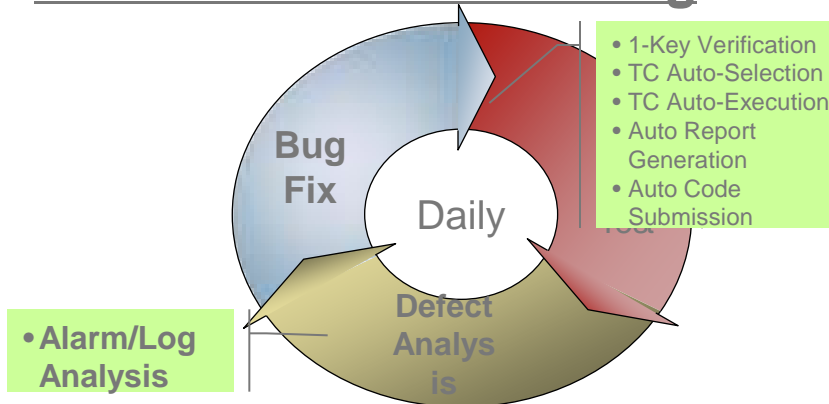 • 1-Key Verification
• TC Auto-Selection
• TC Auto-Execution
• Auto Report
Generation
• Auto Code
Submission
Bug
Fix
Daily
Defect
Analys
is
• Alarm/Log
Analysis